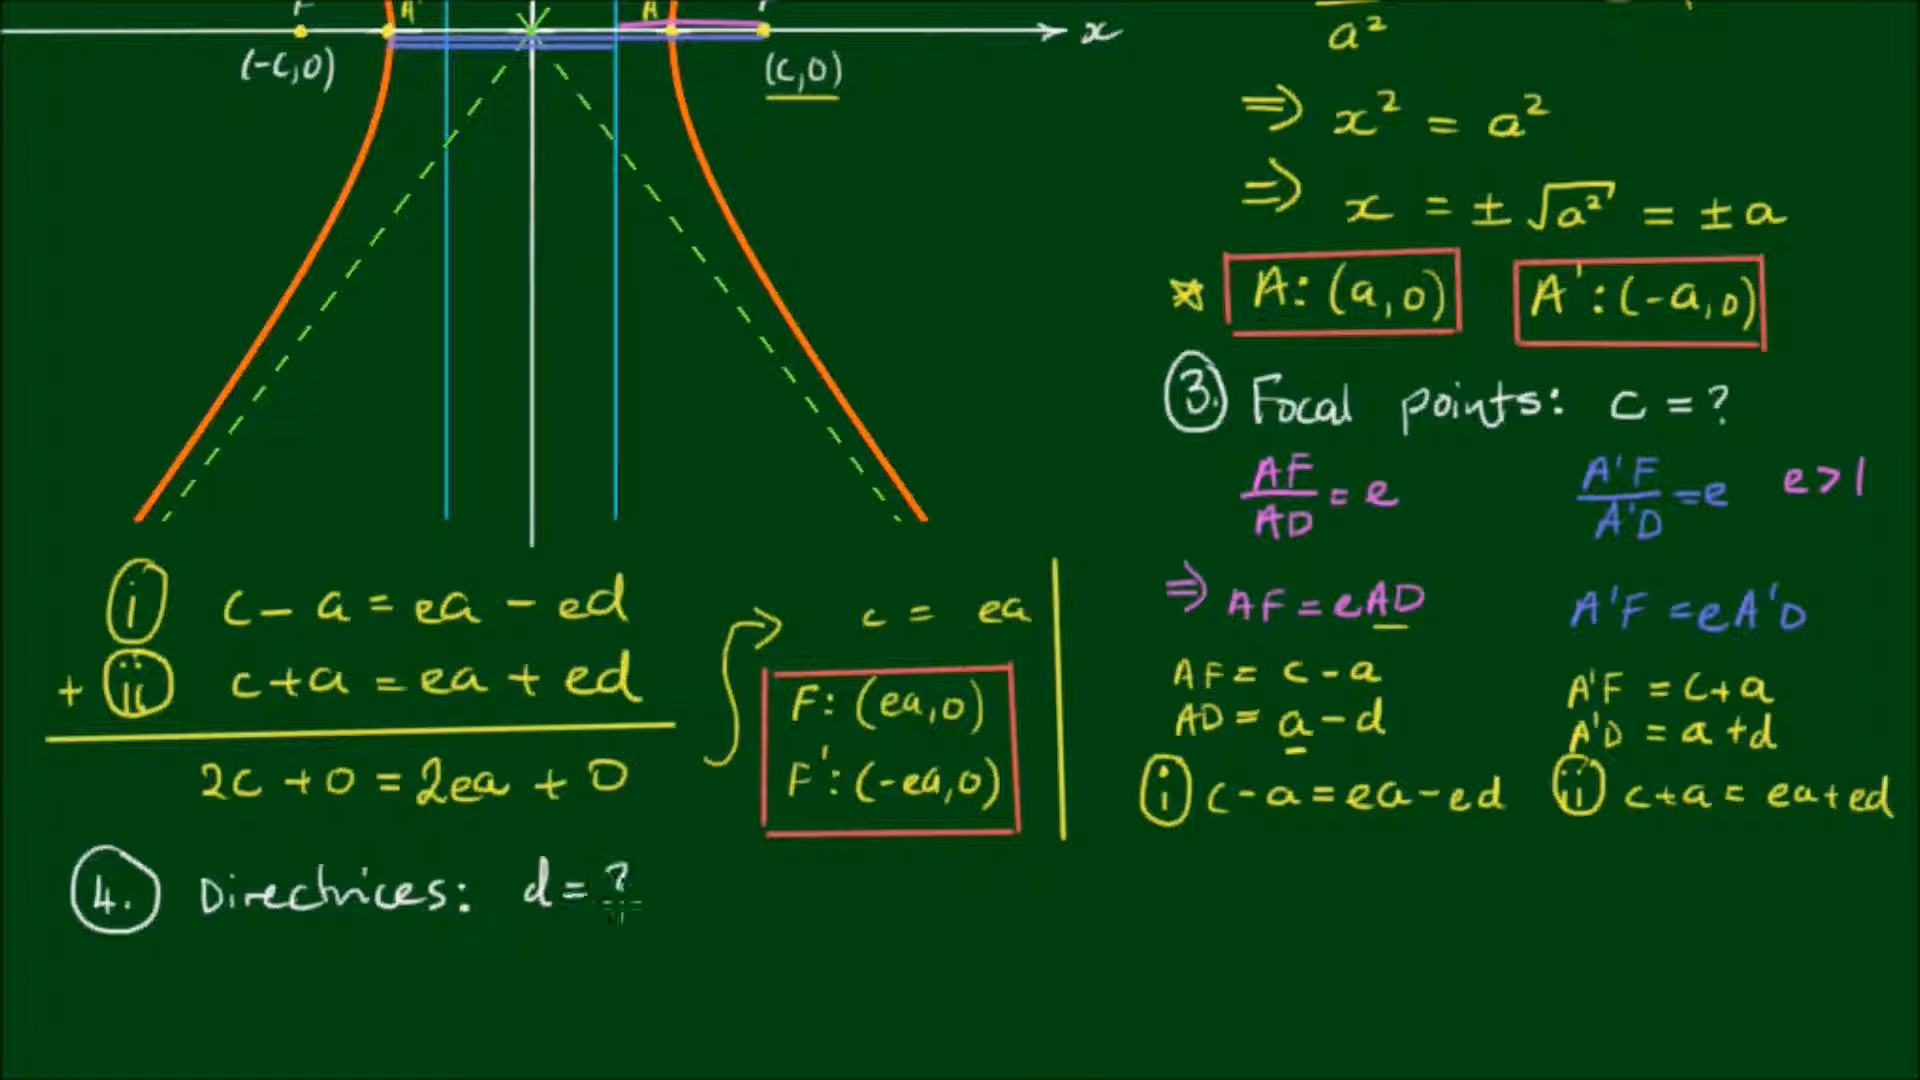 A' A
x
(-c,0) (c,0)
a²
⇒ x² = a²
⇒ x = ± √a² = ± a
A: (a,0) A': (-a,0)
3. Focal points: c = ?
AF/AD = e A'F/A'D = e e > 1
⇒ AF = eAD A'F = eA'D
AF = c - a A'F = c + a
AD = a - d A'D = a + d
i c - a = ea - ed ii c + a = ea + ed
i c - a = ea - ed
+ ii c + a = ea + ed
2c + 0 = 2ea + 0
c = ea
F: (ea,0)
F': (-ea,0)
4. Directrices: d = ?